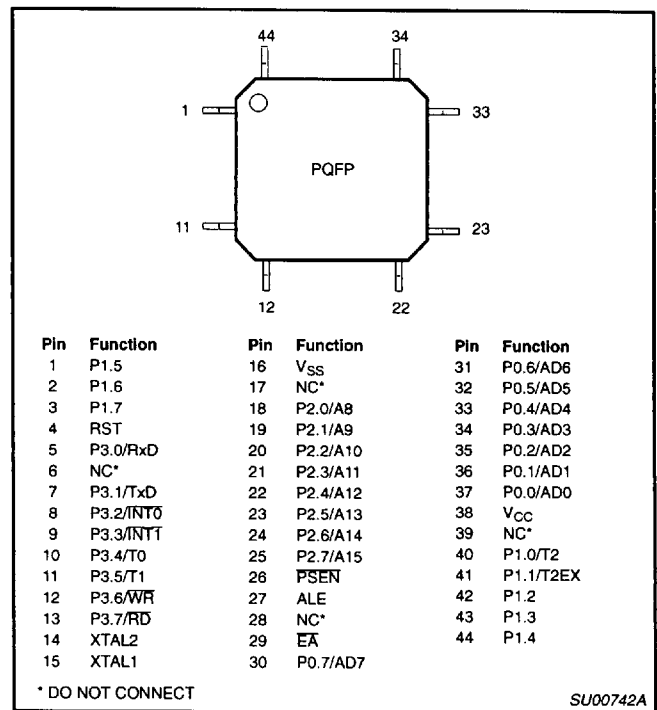 44 34
1 33
PQFP
11 23
12 22
Pin Function Pin Function Pin Function
1 P1.5 16 VSS 31 P0.6/AD6
2 P1.6 17 NC* 32 P0.5/AD5
3 P1.7 18 P2.0/A8 33 P0.4/AD4
4 RST 19 P2.1/A9 34 P0.3/AD3
5 P3.0/RxD 20 P2.2/A10 35 P0.2/AD2
6 NC* 21 P2.3/A11 36 P0.1/AD1
7 P3.1/TxD 22 P2.4/A12 37 P0.0/AD0
8 P3.2/I̅N̅T̅0̅ 23 P2.5/A13 38 VCC
9 P3.3/I̅N̅T̅1̅ 24 P2.6/A14 39 NC*
10 P3.4/T0 25 P2.7/A15 40 P1.0/T2
11 P3.5/T1 26 P̅S̅E̅N̅ 41 P1.1/T2EX
12 P3.6/W̅R̅ 27 ALE 42 P1.2
13 P3.7/R̅D̅ 28 NC* 43 P1.3
14 XTAL2 29 E̅A̅ 44 P1.4
15 XTAL1 30 P0.7/AD7
* DO NOT CONNECT
SU00742A